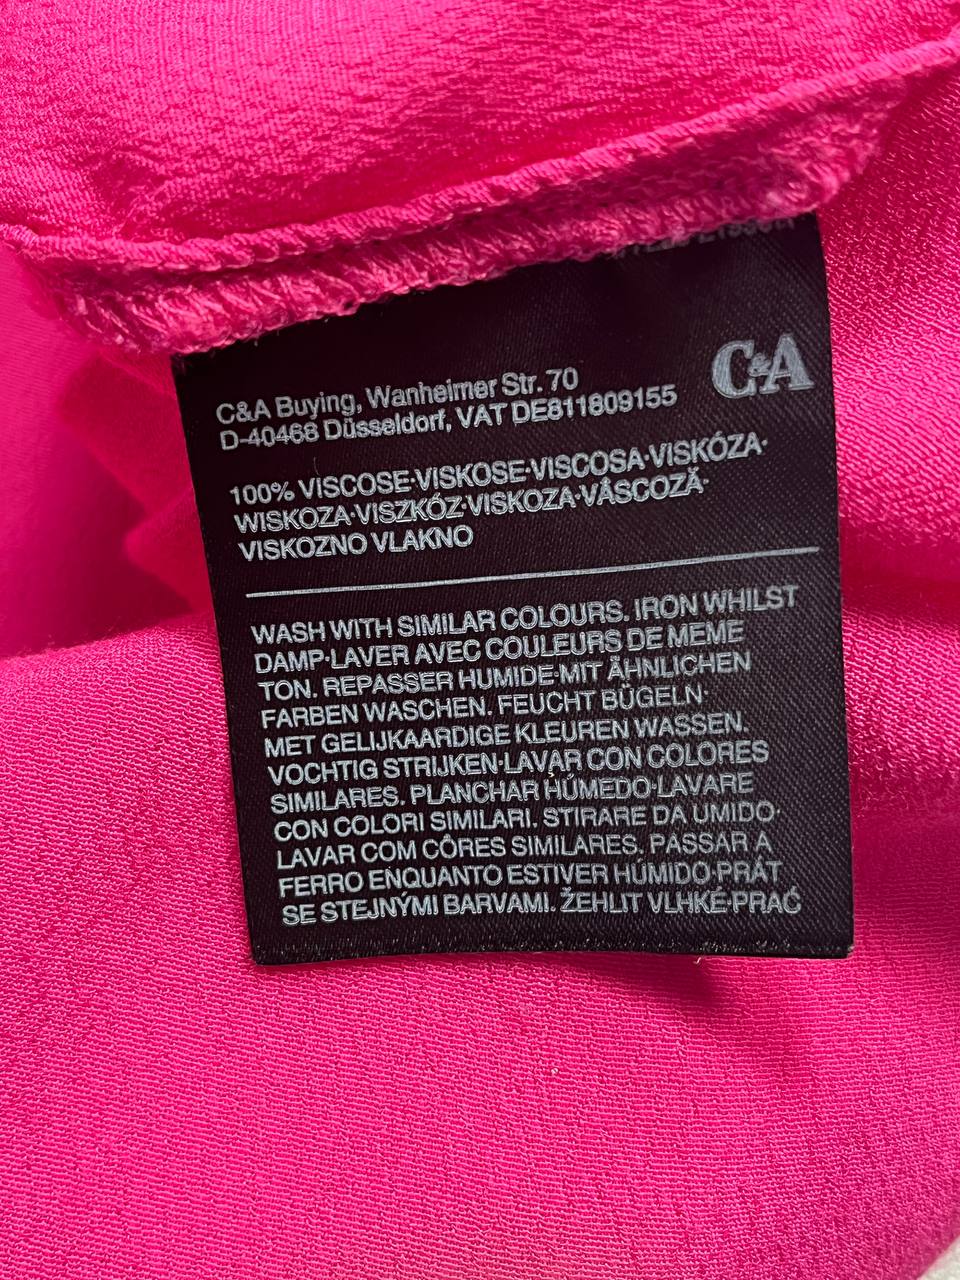 C&A
C&A Buying, Wanheimer Str. 70
D-40468 Düsseldorf, VAT DE811809155
100% VISCOSE·VISKOSE·VISCOSA·VISKÓZA·
WISKOZA·VISZKÓZ·VISKOZA·VÂSCOZĂ·
VISKOZNO VLAKNO
WASH WITH SIMILAR COLOURS. IRON WHILST
DAMP·LAVER AVEC COULEURS DE MEME
TON. REPASSER HUMIDE·MIT ÄHNLICHEN
FARBEN WASCHEN. FEUCHT BÜGELN·
MET GELIJKAARDIGE KLEUREN WASSEN.
VOCHTIG STRIJKEN·LAVAR CON COLORES
SIMILARES. PLANCHAR HÚMEDO·LAVARE
CON COLORI SIMILARI. STIRARE DA UMIDO·
LAVAR COM CÔRES SIMILARES. PASSAR A
FERRO ENQUANTO ESTIVER HÚMIDO·PRÁT
SE STEJNÝMI BARVAMI. ŽEHLIT VLHKÉ·PRAĆ